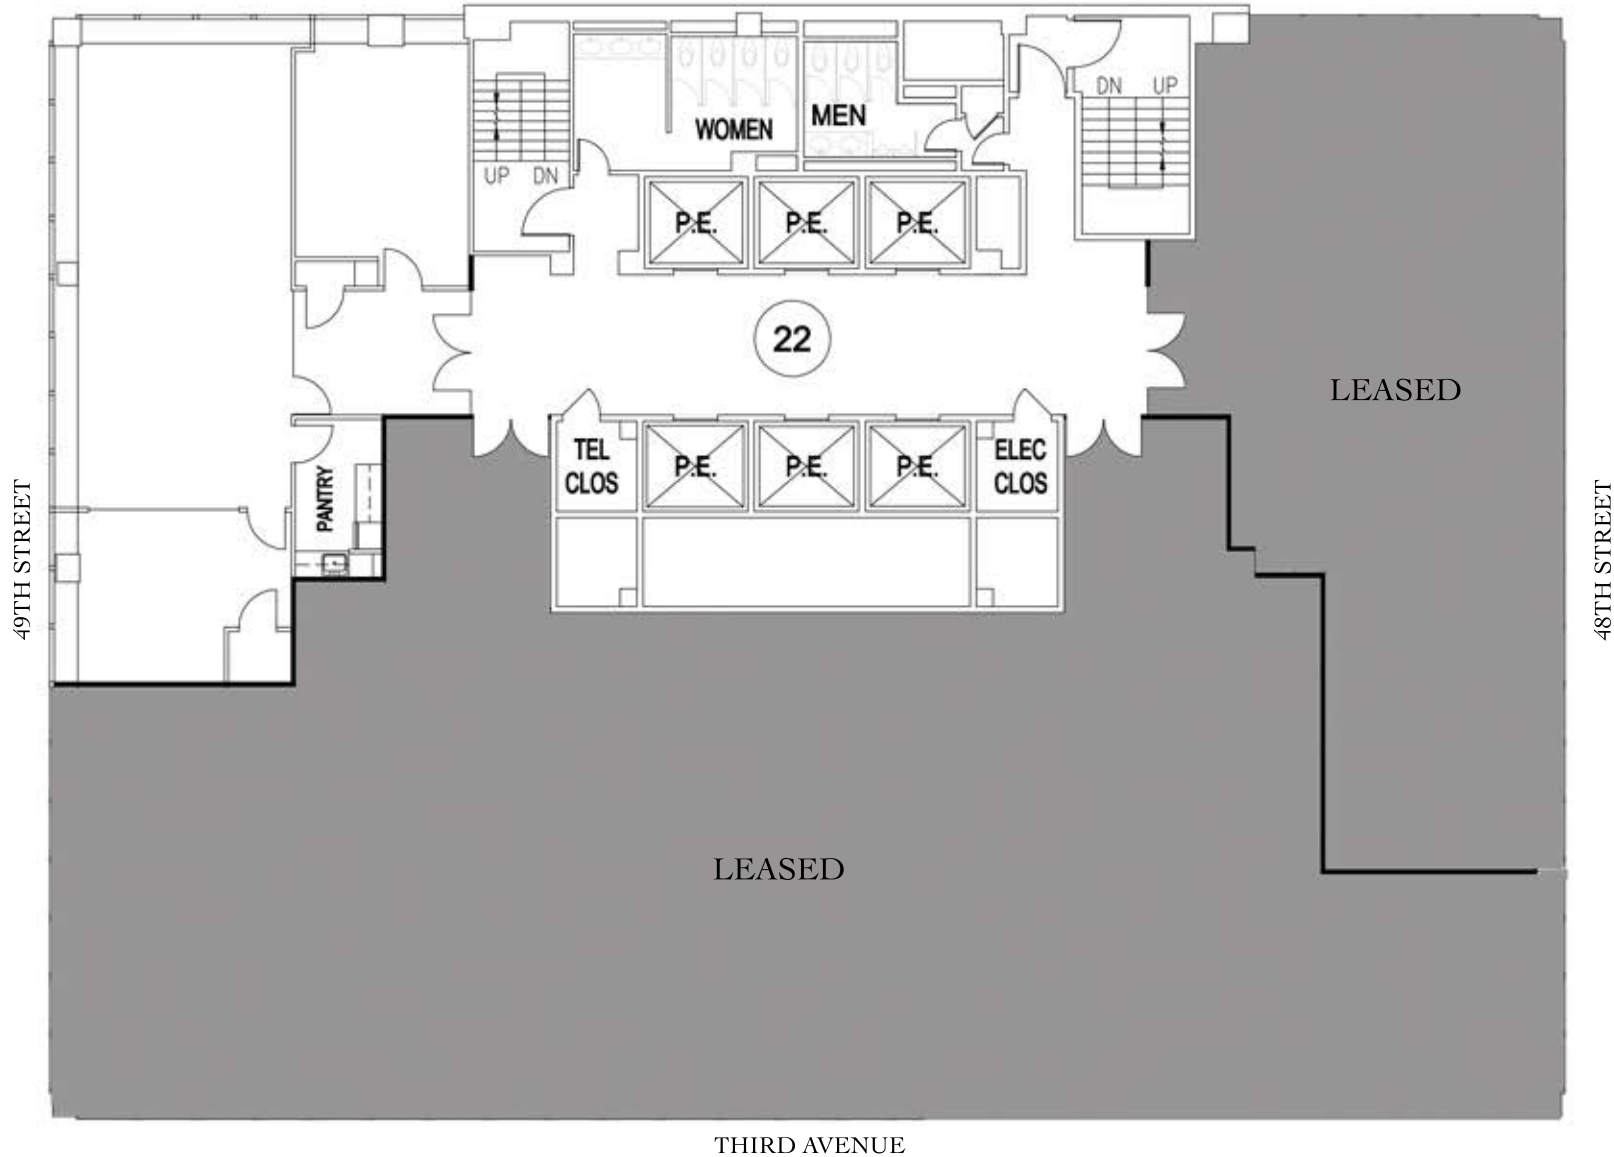 DN UP
MEN
WOMEN
UP DN
P.E. P.E. P.E.
22
LEASED
TEL
CLOS
P.E. P.E. P.E.
ELEC
CLOS
PANTRY
49TH STREET
48TH STREET
LEASED
THIRD AVENUE